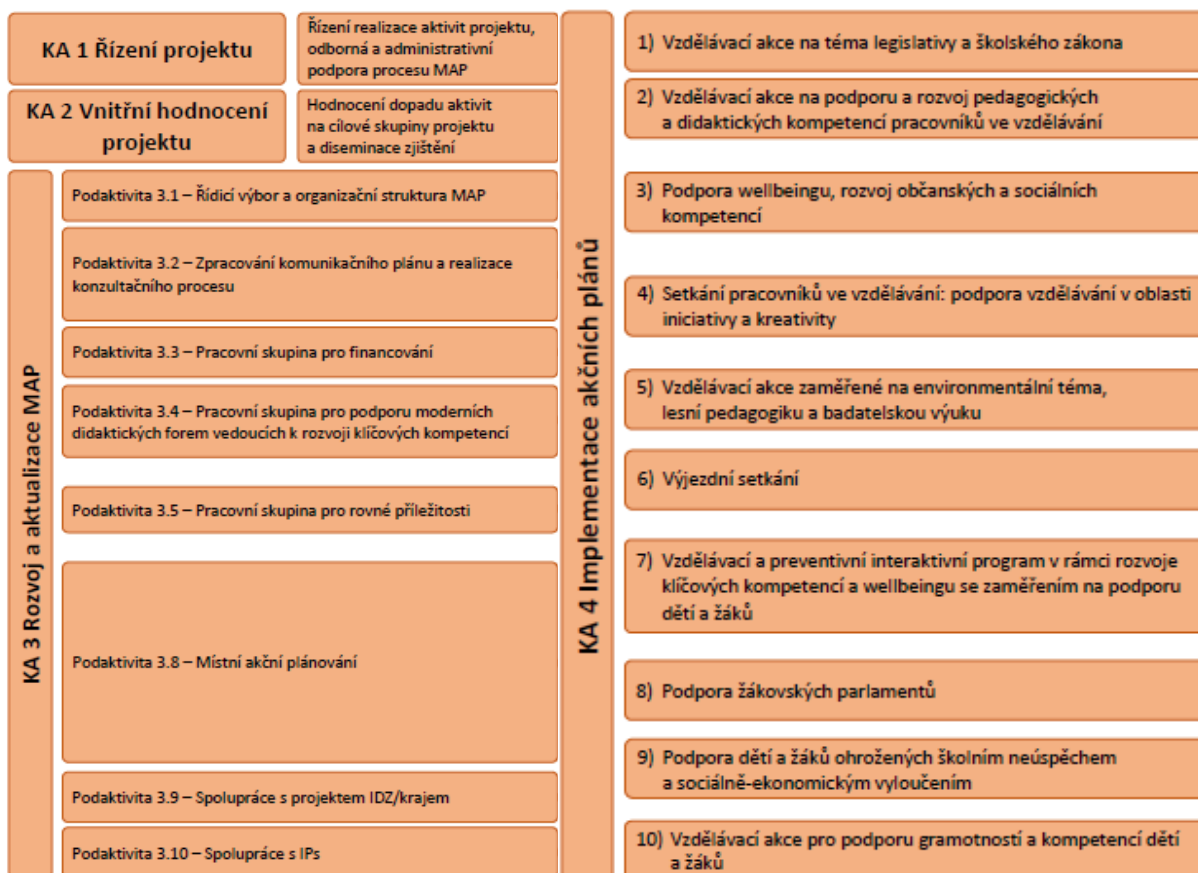 KA 1 Řízení projektu
Řízení realizace aktivit projektu,
odborná a administrativní
podpora procesu MAP
KA 2 Vnitřní hodnocení
projektu
Hodnocení dopadu aktivit
na cílové skupiny projektu
a diseminace zjištění
KA 3 Rozvoj a aktualizace MAP
Podaktivita 3.1 – Řídicí výbor a organizační struktura MAP
Podaktivita 3.2 – Zpracování komunikačního plánu a realizace
konzultačního procesu
Podaktivita 3.3 – Pracovní skupina pro financování
Podaktivita 3.4 – Pracovní skupina pro podporu moderních
didaktických forem vedoucích k rozvoji klíčových kompetencí
Podaktivita 3.5 – Pracovní skupina pro rovné příležitosti
Podaktivita 3.8 – Místní akční plánování
Podaktivita 3.9 – Spolupráce s projektem IDZ/krajem
Podaktivita 3.10 – Spolupráce s IPs
KA 4 Implementace akčních plánů
1) Vzdělávací akce na téma legislativy a školského zákona
2) Vzdělávací akce na podporu a rozvoj pedagogických
a didaktických kompetencí pracovníků ve vzdělávání
3) Podpora wellbeingu, rozvoj občanských a sociálních
kompetencí
4) Setkání pracovníků ve vzdělávání: podpora vzdělávání v oblasti
iniciativy a kreativity
5) Vzdělávací akce zaměřené na environmentální téma,
lesní pedagogiku a badatelskou výuku
6) Výjezdní setkání
7) Vzdělávací a preventivní interaktivní program v rámci rozvoje
klíčových kompetencí a wellbeingu se zaměřením na podporu
dětí a žáků
8) Podpora žákovských parlamentů
9) Podpora dětí a žáků ohrožených školním neúspěchem
a sociálně-ekonomickým vyloučením
10) Vzdělávací akce pro podporu gramotností a kompetencí dětí
a žáků